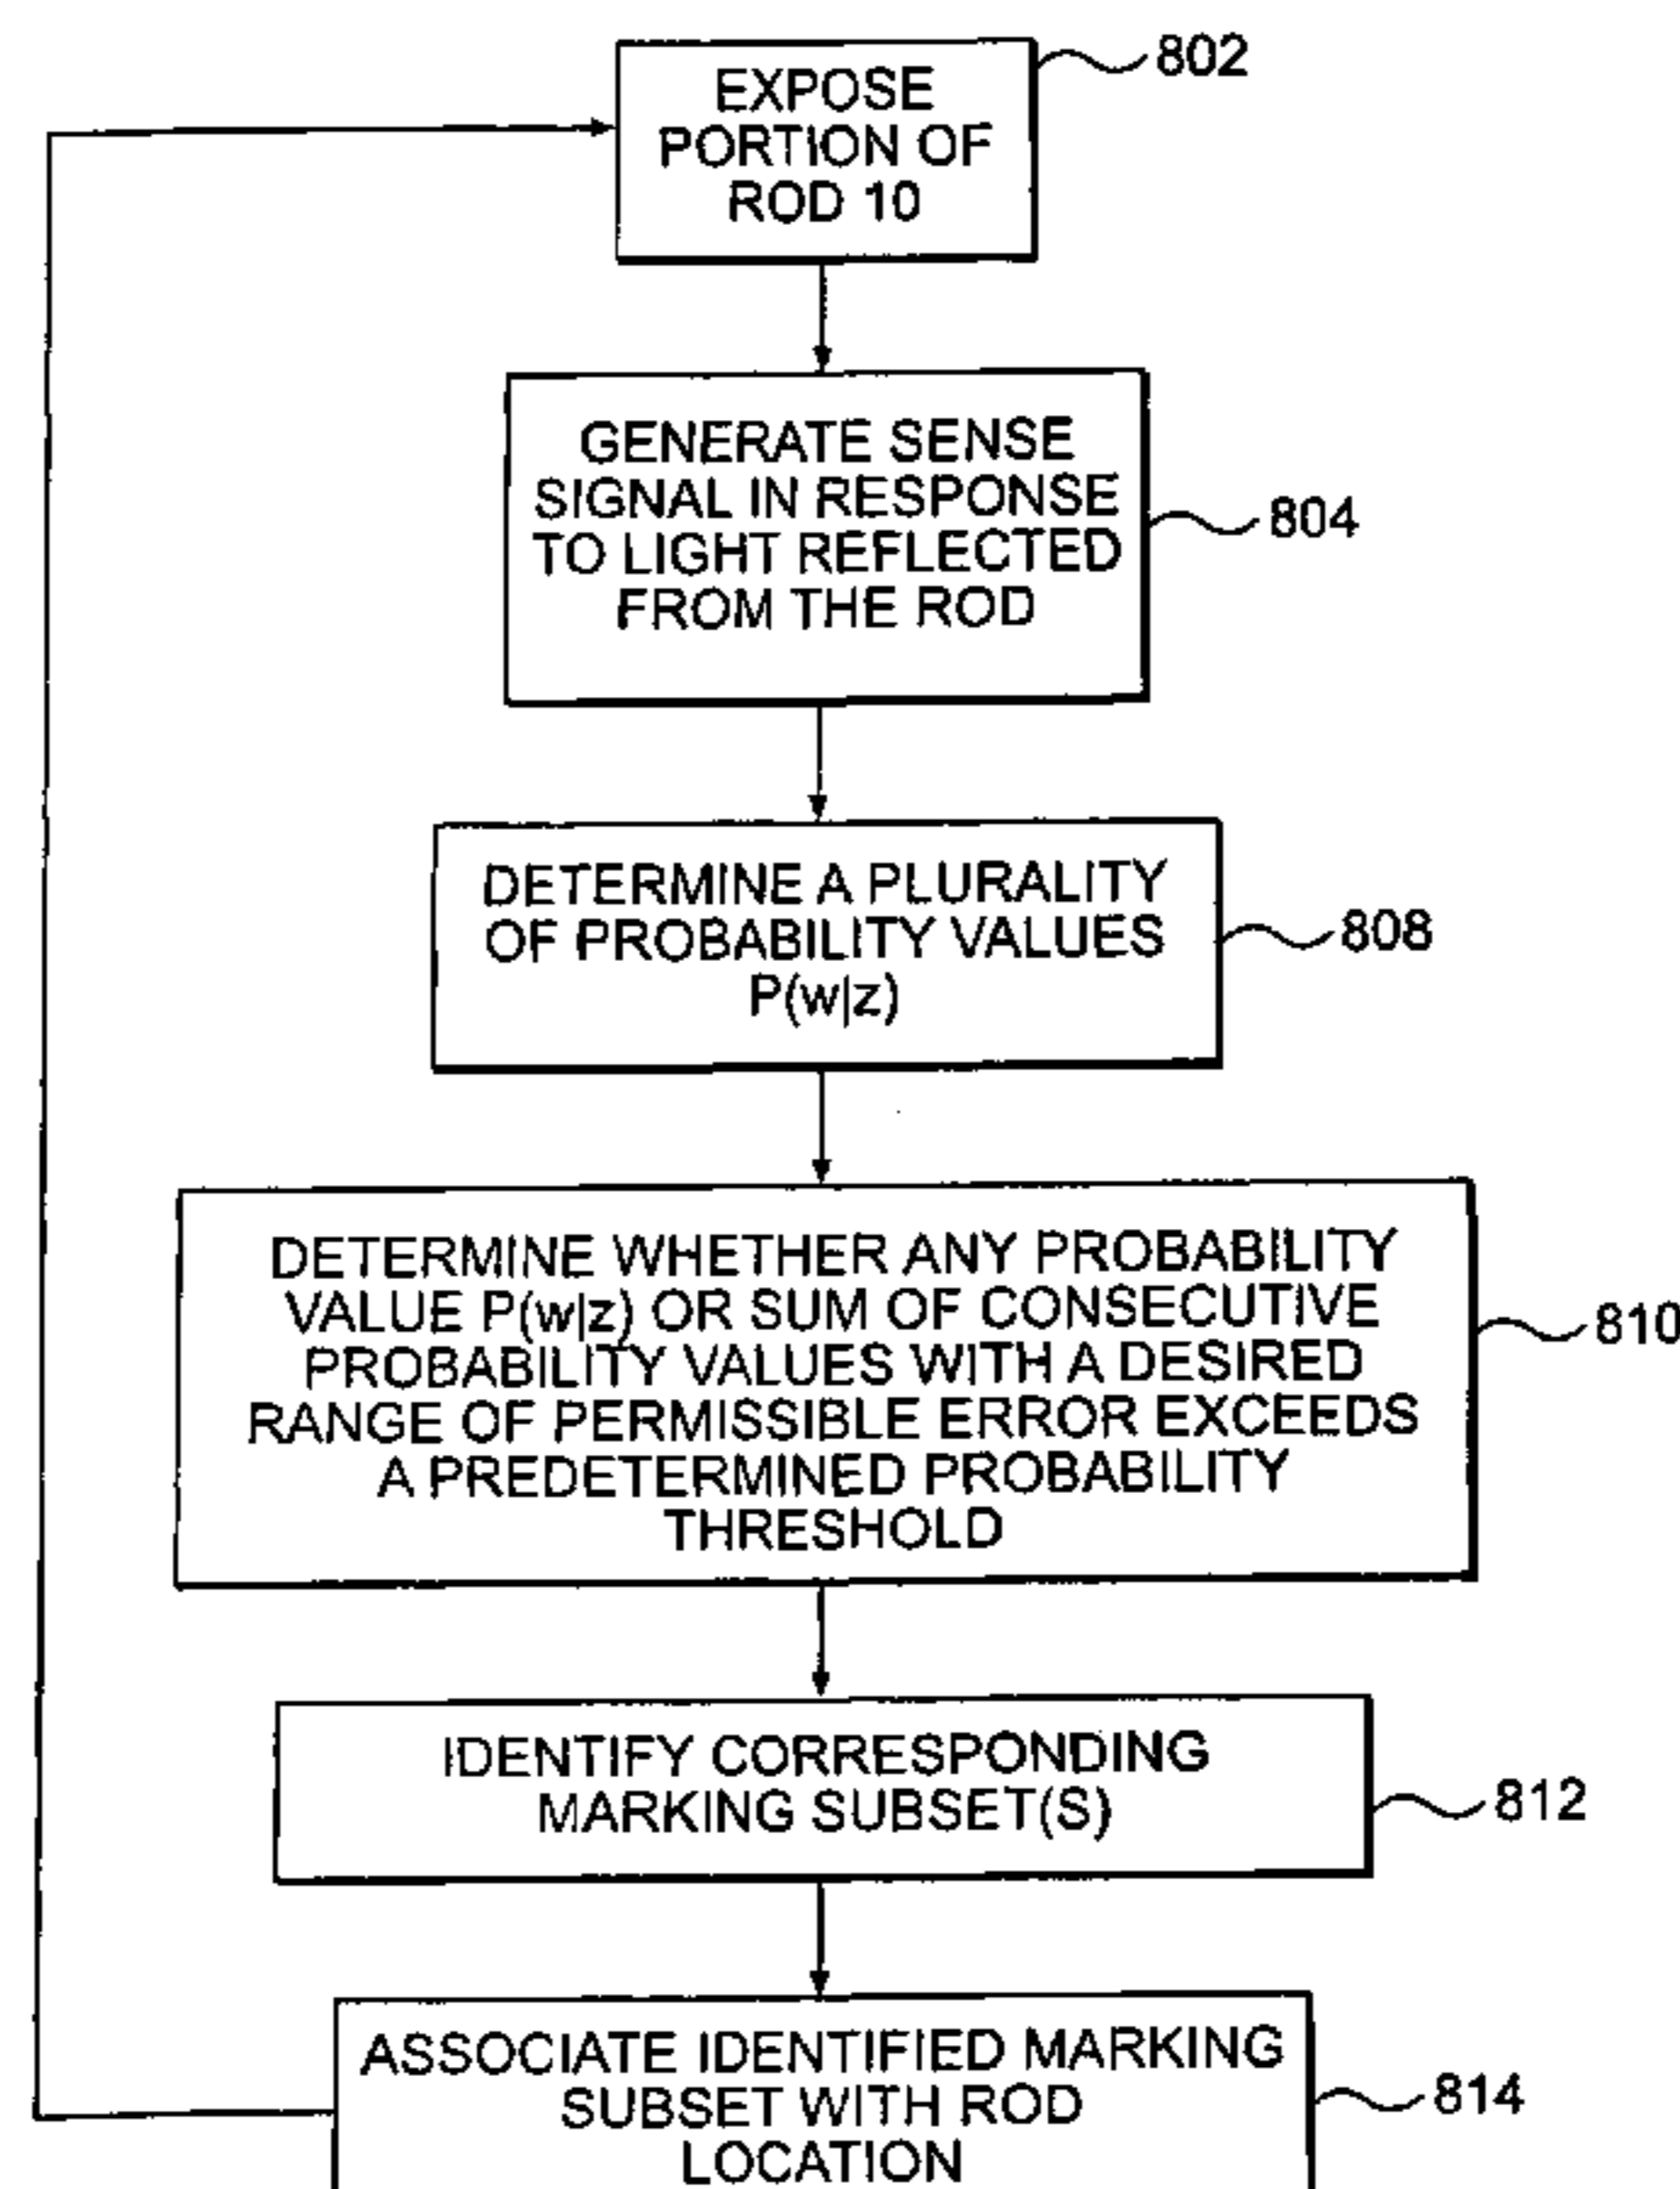 EXPOSE
PORTION OF
ROD 10
802
GENERATE SENSE
SIGNAL IN RESPONSE
TO LIGHT REFLECTED
FROM THE ROD
804
DETERMINE A PLURALITY
OF PROBABILITY VALUES
P(w|z)
808
DETERMINE WHETHER ANY PROBABILITY
VALUE P(w|z) OR SUM OF CONSECUTIVE
PROBABILITY VALUES WITH A DESIRED
RANGE OF PERMISSIBLE ERROR EXCEEDS
A PREDETERMINED PROBABILITY
THRESHOLD
810
IDENTIFY CORRESPONDING
MARKING SUBSET(S)
812
ASSOCIATE IDENTIFIED MARKING
SUBSET WITH ROD
LOCATION
814